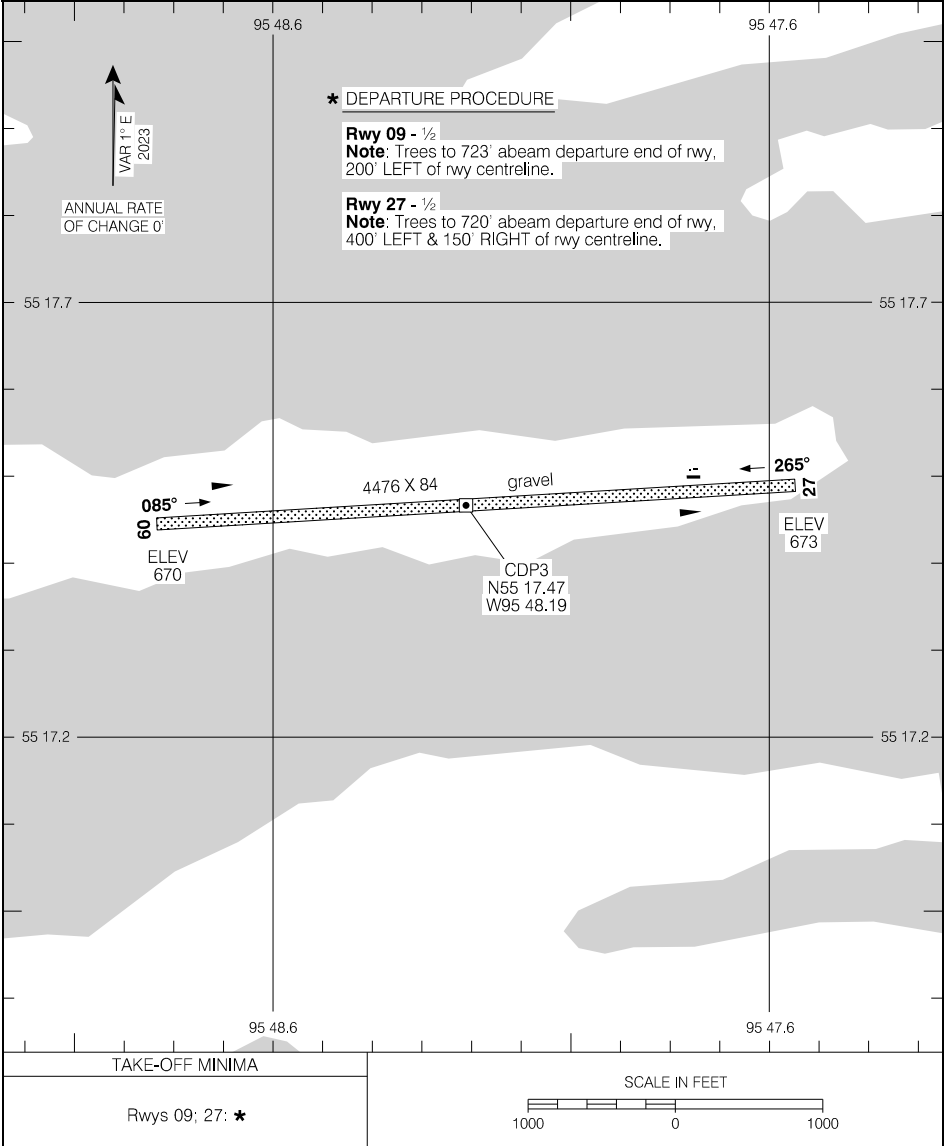 95 48.6
95 47.6
VAR 1° E
2023
ANNUAL RATE
OF CHANGE 0'
* DEPARTURE PROCEDURE
Rwy 09 - ½
Note: Trees to 723' abeam departure end of rwy,
200' LEFT of rwy centreline.
Rwy 27 - ½
Note: Trees to 720' abeam departure end of rwy,
400' LEFT & 150' RIGHT of rwy centreline.
55 17.7
55 17.7
085°
09
ELEV
670
4476 X 84
gravel
265°
27
ELEV
673
CDP3
N55 17.47
W95 48.19
55 17.2
55 17.2
95 48.6
95 47.6
TAKE-OFF MINIMA
Rwys 09; 27: *
SCALE IN FEET
1000
0
1000